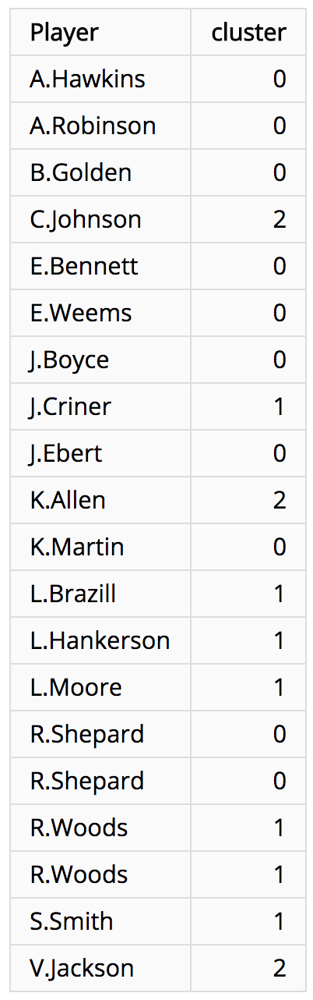 Player cluster
A.Hawkins 0
A.Robinson 0
B.Golden 0
C.Johnson 2
E.Bennett 0
E.Weems 0
J.Boyce 0
J.Criner 1
J.Ebert 0
K.Allen 2
K.Martin 0
L.Brazill 1
L.Hankerson 1
L.Moore 1
R.Shepard 0
R.Shepard 0
R.Woods 1
R.Woods 1
S.Smith 1
V.Jackson 2